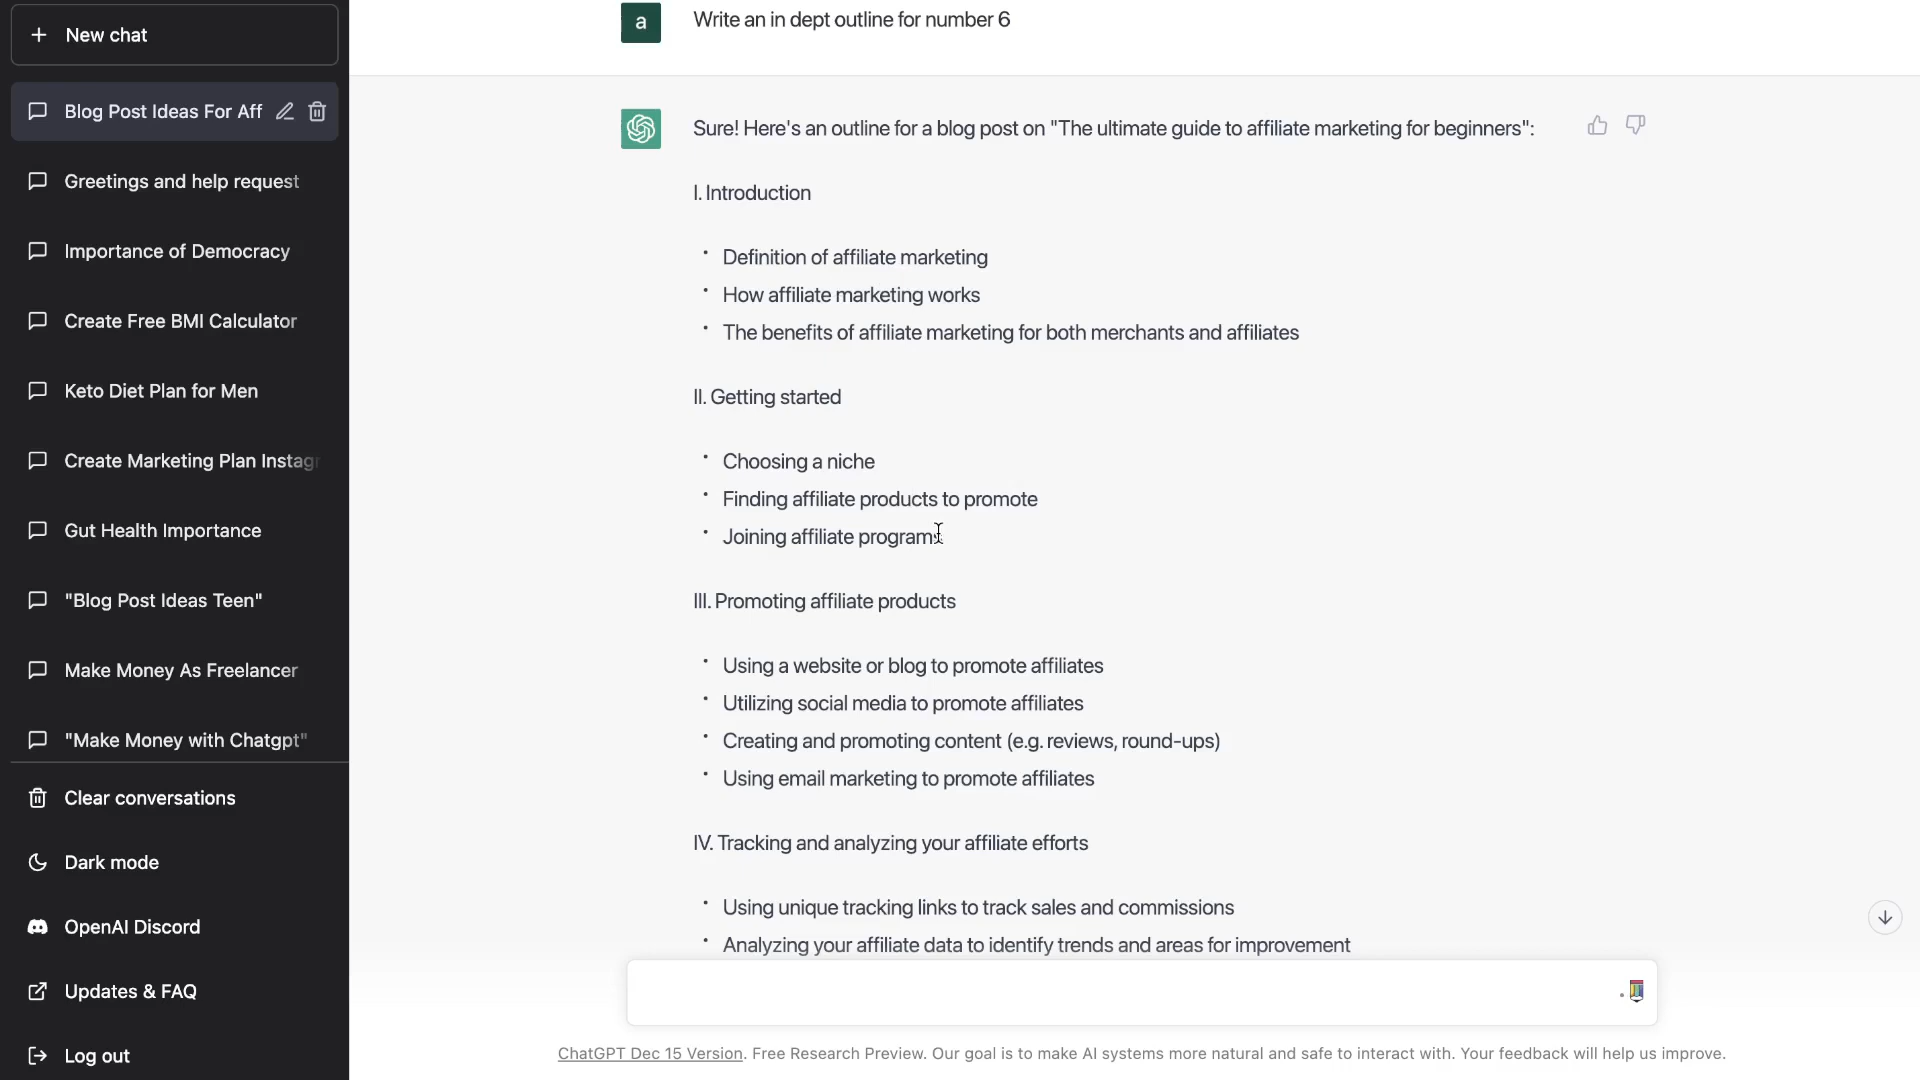 New chat
Blog Post Ideas For Aff
Greetings and help request
Importance of Democracy
Create Free BMI Calculator
Keto Diet Plan for Men
Create Marketing Plan Instagr
Gut Health Importance
"Blog Post Ideas Teen"
Make Money As Freelancer
"Make Money with Chatgpt"
Clear conversations
Dark mode
OpenAI Discord
Updates & FAQ
Log out
a
Write an in dept outline for number 6
Sure! Here's an outline for a blog post on "The ultimate guide to affiliate marketing for beginners":
I. Introduction
• Definition of affiliate marketing
• How affiliate marketing works
• The benefits of affiliate marketing for both merchants and affiliates
II. Getting started
• Choosing a niche
• Finding affiliate products to promote
• Joining affiliate programs
III. Promoting affiliate products
• Using a website or blog to promote affiliates
• Utilizing social media to promote affiliates
• Creating and promoting content (e.g. reviews, round-ups)
• Using email marketing to promote affiliates
IV. Tracking and analyzing your affiliate efforts
• Using unique tracking links to track sales and commissions
• Analyzing your affiliate data to identify trends and areas for improvement
ChatGPT Dec 15 Version. Free Research Preview. Our goal is to make AI systems more natural and safe to interact with. Your feedback will help us improve.